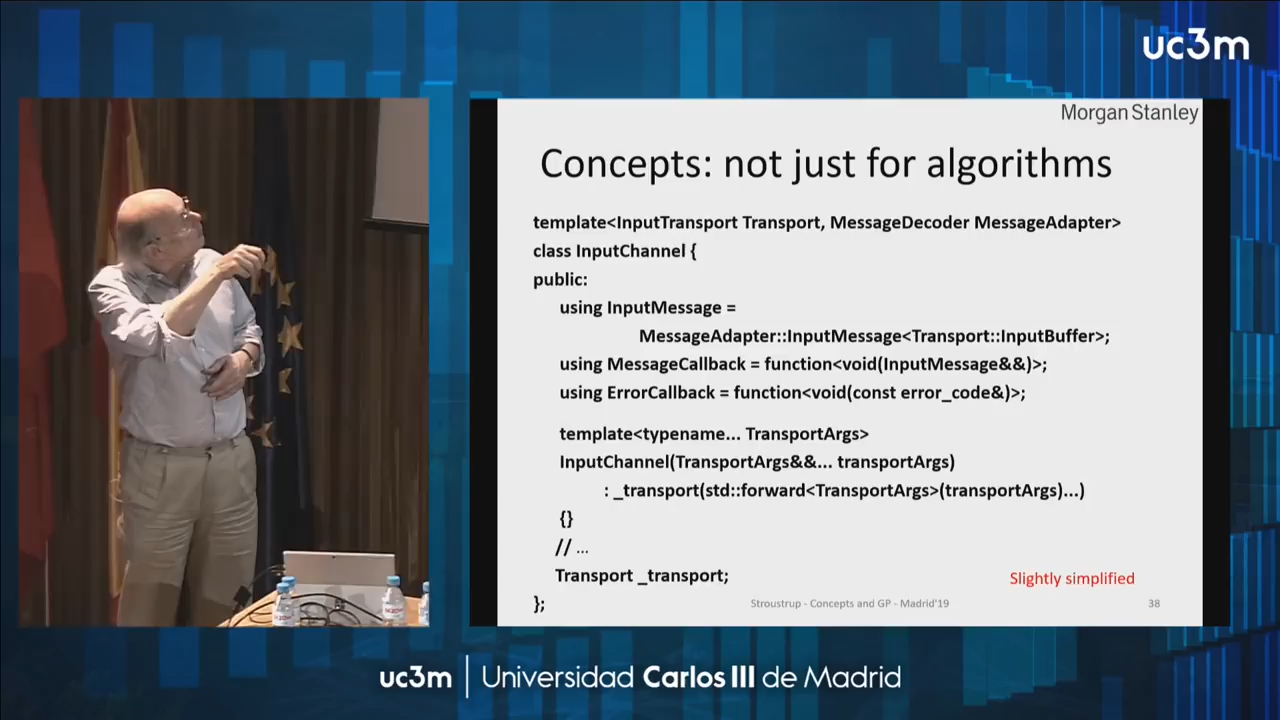 uc3m
Morgan Stanley
Concepts: not just for algorithms
template<InputTransport Transport, MessageDecoder MessageAdapter>
class InputChannel {
public:
using InputMessage =
MessageAdapter::InputMessage<Transport::InputBuffer>;
using MessageCallback = function<void(InputMessage&&)>;
using ErrorCallback = function<void(const error_code&)>;
template<typename... TransportArgs>
InputChannel(TransportArgs&&... transportArgs)
: _transport(std::forward<TransportArgs>(transportArgs)...)
{}
// ...
Transport _transport;
Slightly simplified
};
Stroustrup - Concepts and GP - Madrid'19
38
uc3m | Universidad Carlos III de Madrid